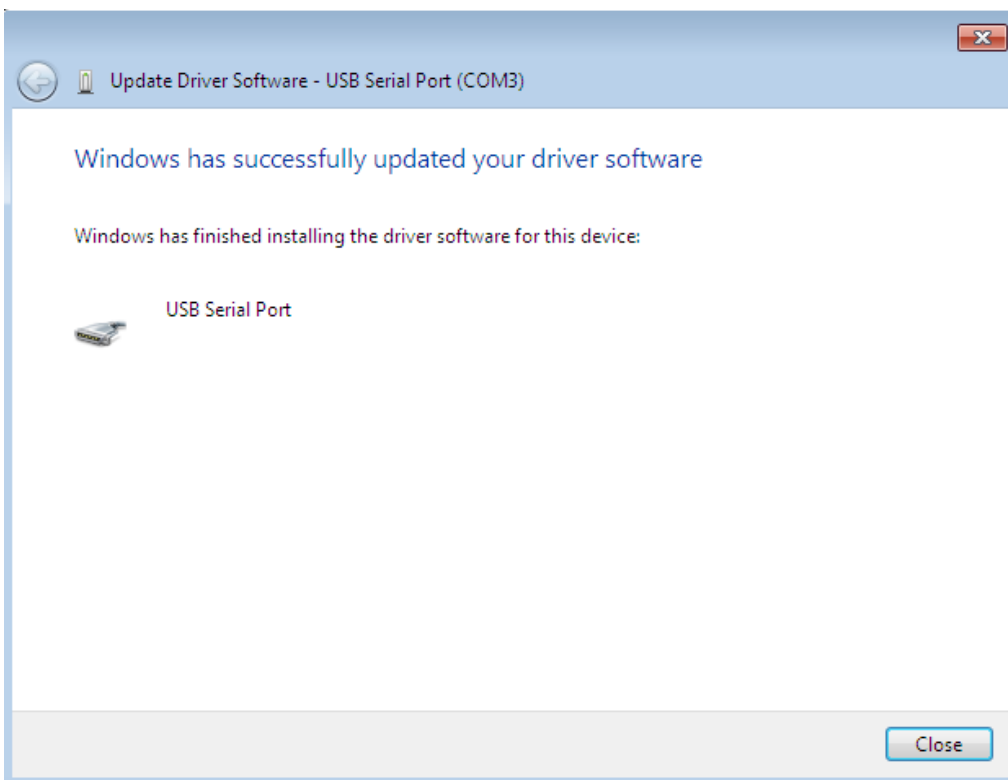 Update Driver Software - USB Serial Port (COM3)
Windows has successfully updated your driver software
Windows has finished installing the driver software for this device:
USB Serial Port
Close